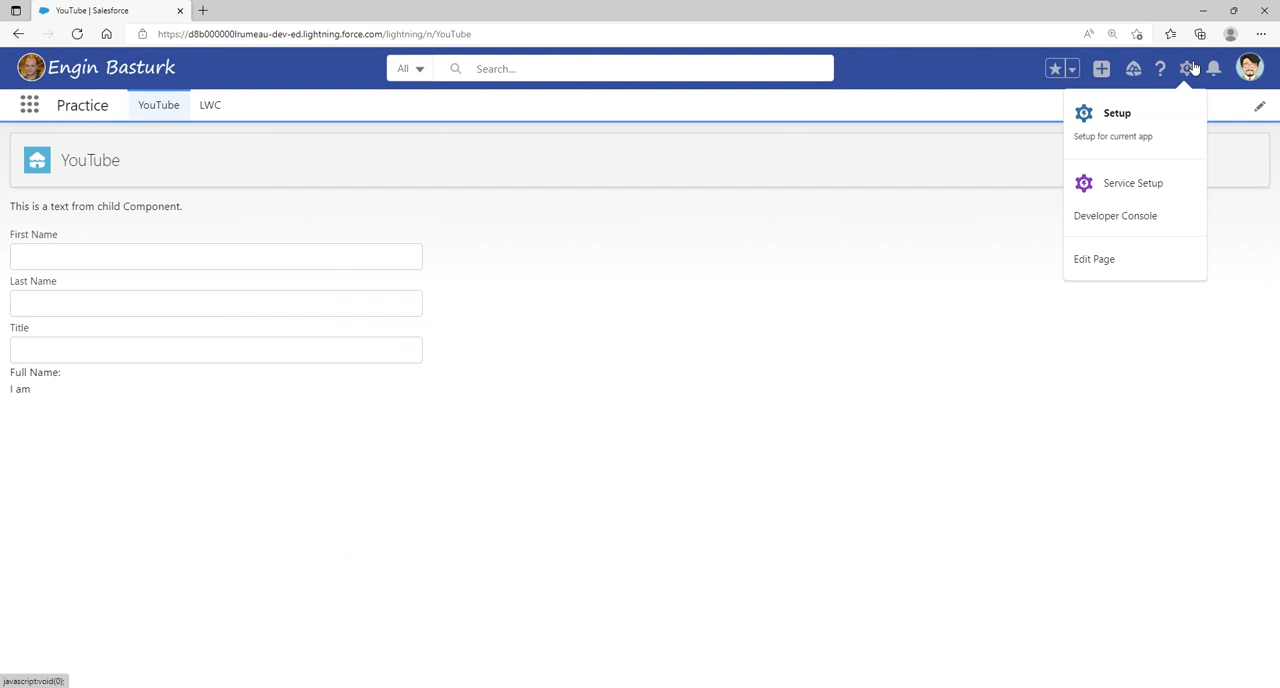 YouTube | Salesforce
https://d8b000000lrumeau-dev-ed.lightning.force.com/lightning/n/YouTube
Engin Basturk
All
Search...
Practice
YouTube
LWC
Setup
Setup for current app
Service Setup
Developer Console
Edit Page
YouTube
This is a text from child Component.
First Name
Last Name
Title
Full Name:
I am
javascript:void(0);